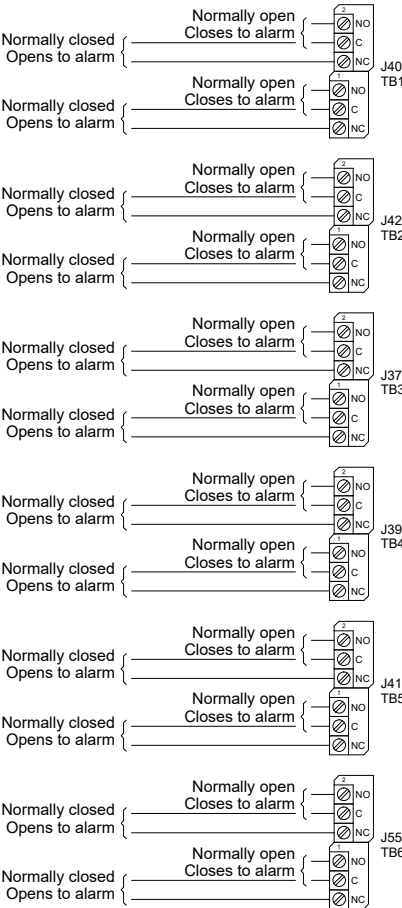 2
Normally open
Closes to alarm
NO
C
NC
Normally closed
Opens to alarm
J40
TB1
1
Normally open
Closes to alarm
NO
C
NC
Normally closed
Opens to alarm
2
Normally open
Closes to alarm
NO
C
NC
Normally closed
Opens to alarm
J42
TB2
1
Normally open
Closes to alarm
NO
C
NC
Normally closed
Opens to alarm
2
Normally open
Closes to alarm
NO
C
NC
Normally closed
Opens to alarm
J37
TB3
1
Normally open
Closes to alarm
NO
C
NC
Normally closed
Opens to alarm
2
Normally open
Closes to alarm
NO
C
NC
Normally closed
Opens to alarm
J39
TB4
1
Normally open
Closes to alarm
NO
C
NC
Normally closed
Opens to alarm
2
Normally open
Closes to alarm
NO
C
NC
Normally closed
Opens to alarm
J41
TB5
1
Normally open
Closes to alarm
NO
C
NC
Normally closed
Opens to alarm
2
Normally open
Closes to alarm
NO
C
NC
Normally closed
Opens to alarm
J55
TB6
1
Normally open
Closes to alarm
NO
C
NC
Normally closed
Opens to alarm